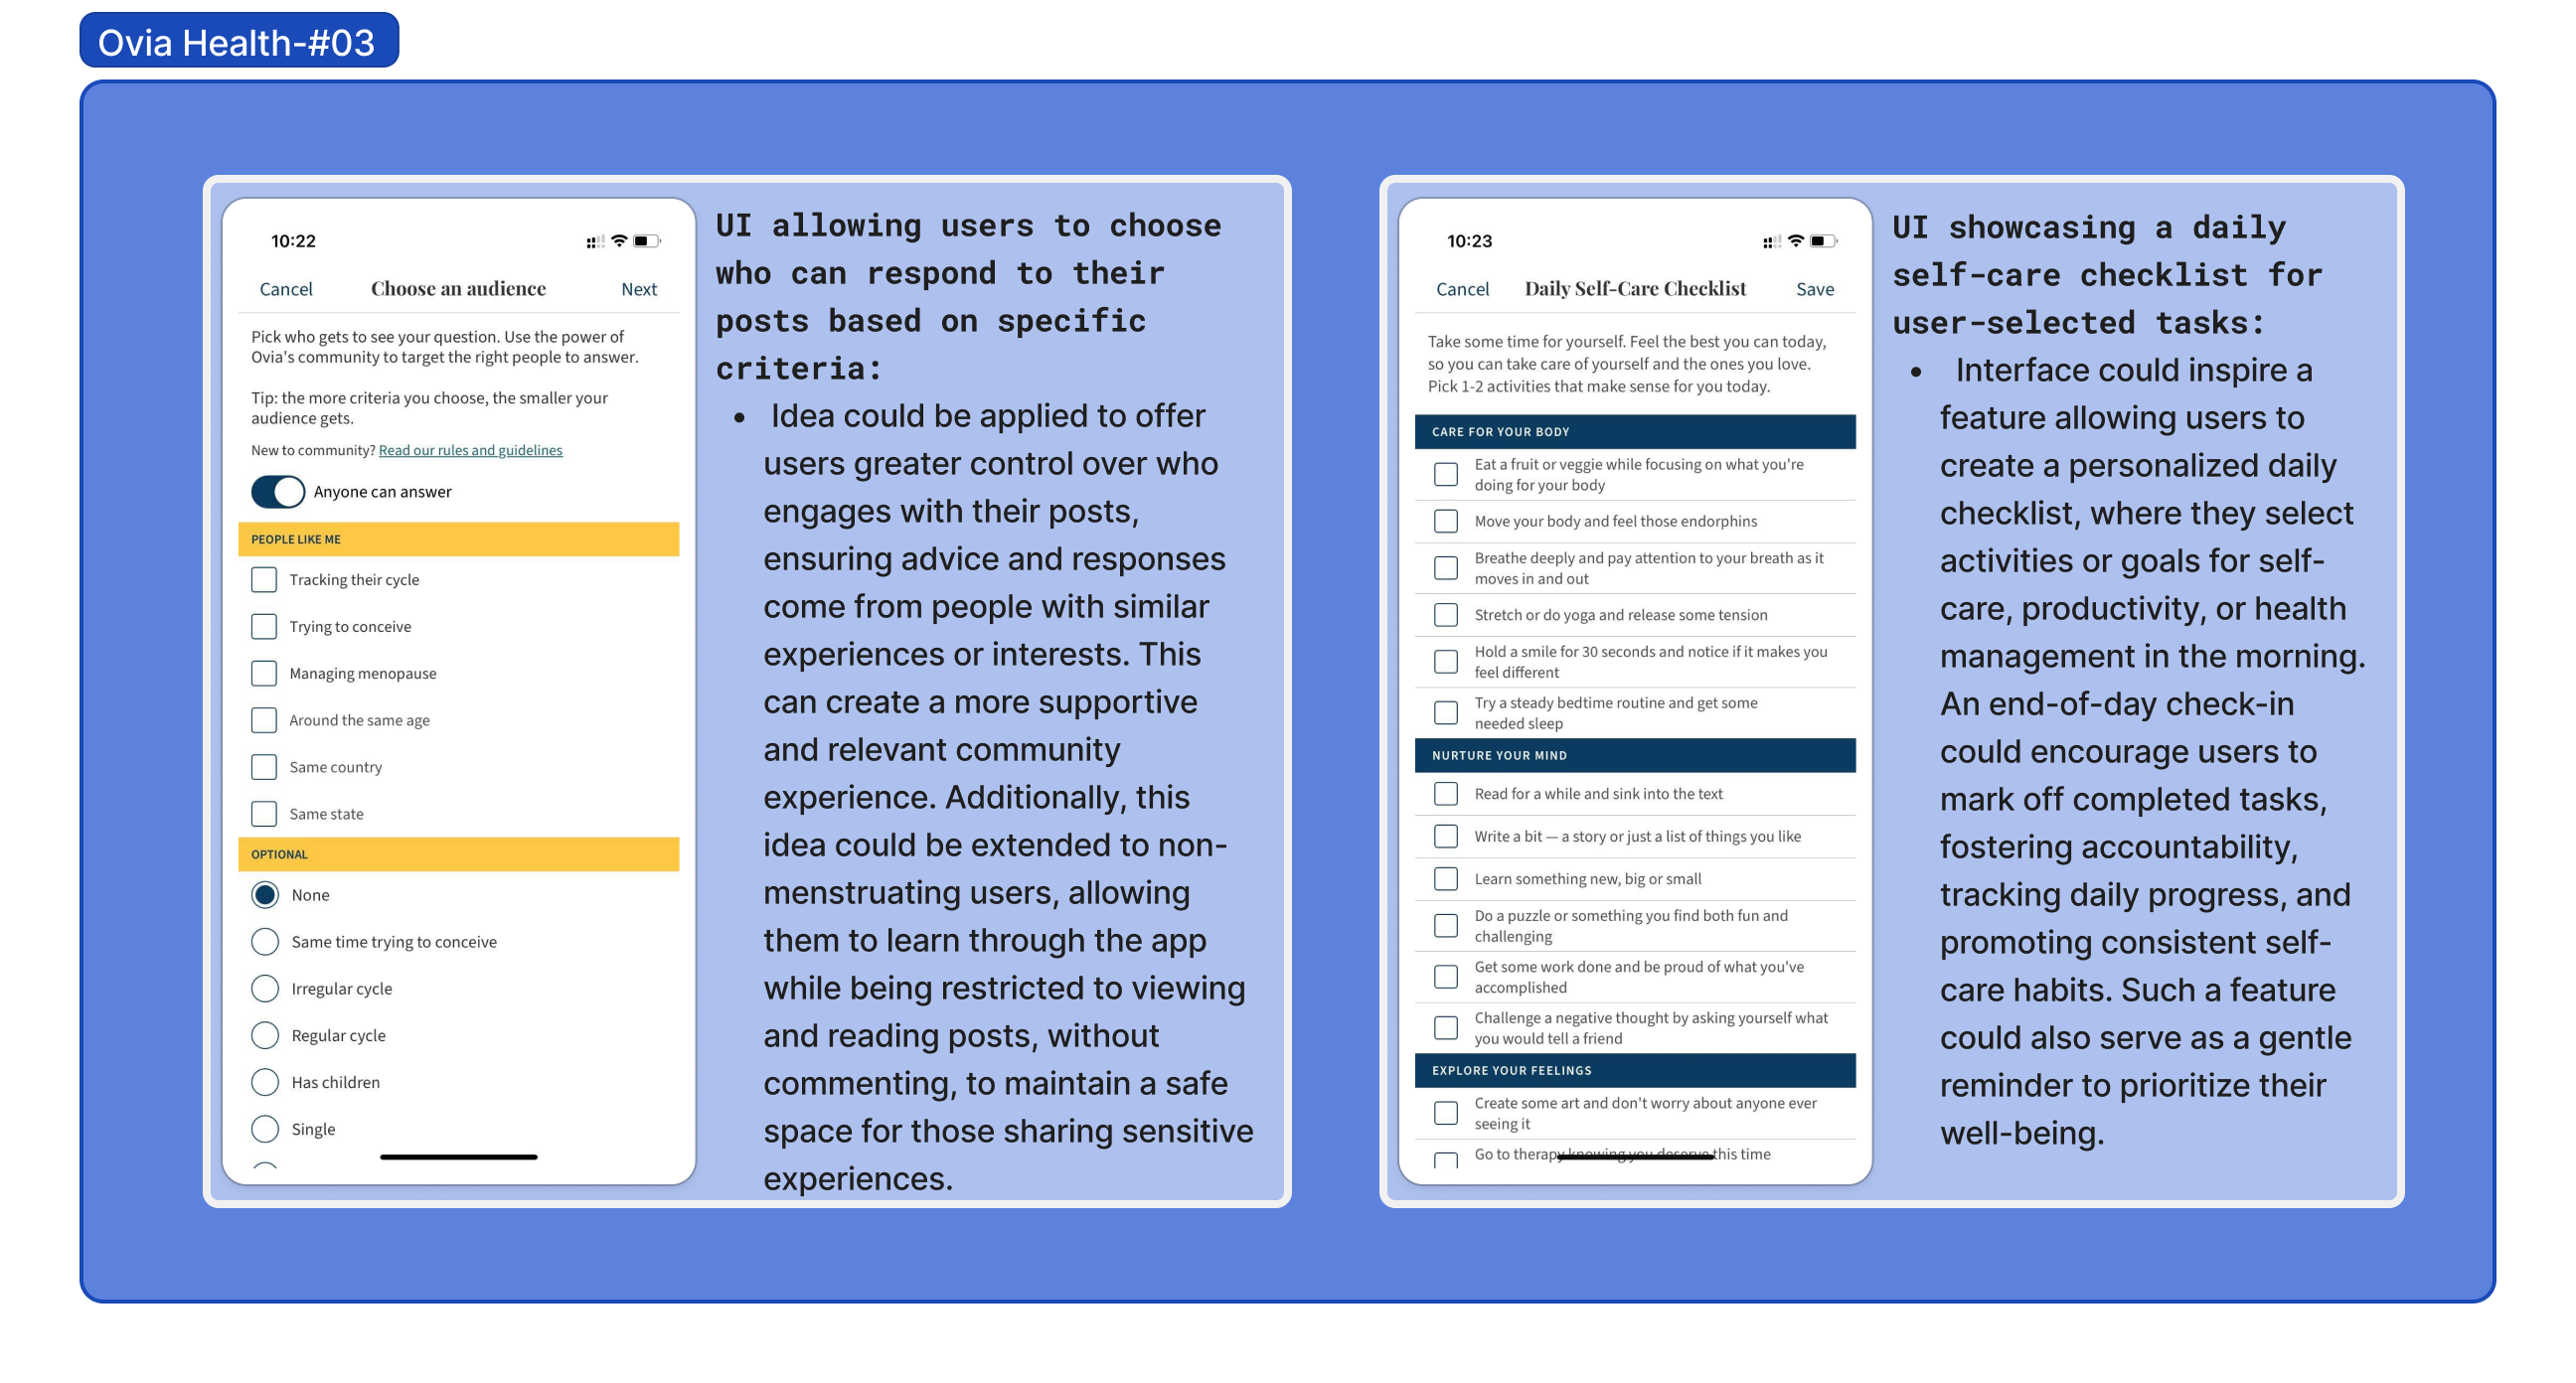 Ovia Health-#03
10:22
Cancel
Choose an audience
Next
Pick who gets to see your question. Use the power of
Ovia's community to target the right people to answer.
Tip: the more criteria you choose, the smaller your
audience gets.
New to community? Read our rules and guidelines
Anyone can answer
PEOPLE LIKE ME
Tracking their cycle
Trying to conceive
Managing menopause
Around the same age
Same country
Same state
OPTIONAL
None
Same time trying to conceive
Irregular cycle
Regular cycle
Has children
Single
UI allowing users to choose
who can respond to their
posts based on specific
criteria:
• Idea could be applied to offer
users greater control over who
engages with their posts,
ensuring advice and responses
come from people with similar
experiences or interests. This
can create a more supportive
and relevant community
experience. Additionally, this
idea could be extended to non-
menstruating users, allowing
them to learn through the app
while being restricted to viewing
and reading posts, without
commenting, to maintain a safe
space for those sharing sensitive
experiences.
10:23
Cancel
Daily Self-Care Checklist
Save
Take some time for yourself. Feel the best you can today,
so you can take care of yourself and the ones you love.
Pick 1-2 activities that make sense for you today.
CARE FOR YOUR BODY
Eat a fruit or veggie while focusing on what you're
doing for your body
Move your body and feel those endorphins
Breathe deeply and pay attention to your breath as it
moves in and out
Stretch or do yoga and release some tension
Hold a smile for 30 seconds and notice if it makes you
feel different
Try a steady bedtime routine and get some
needed sleep
NURTURE YOUR MIND
Read for a while and sink into the text
Write a bit — a story or just a list of things you like
Learn something new, big or small
Do a puzzle or something you find both fun and
challenging
Get some work done and be proud of what you've
accomplished
Challenge a negative thought by asking yourself what
you would tell a friend
EXPLORE YOUR FEELINGS
Create some art and don't worry about anyone ever
seeing it
Go to therapy knowing you deserve this time
UI showcasing a daily
self-care checklist for
user-selected tasks:
• Interface could inspire a
feature allowing users to
create a personalized daily
checklist, where they select
activities or goals for self-
care, productivity, or health
management in the morning.
An end-of-day check-in
could encourage users to
mark off completed tasks,
fostering accountability,
tracking daily progress, and
promoting consistent self-
care habits. Such a feature
could also serve as a gentle
reminder to prioritize their
well-being.